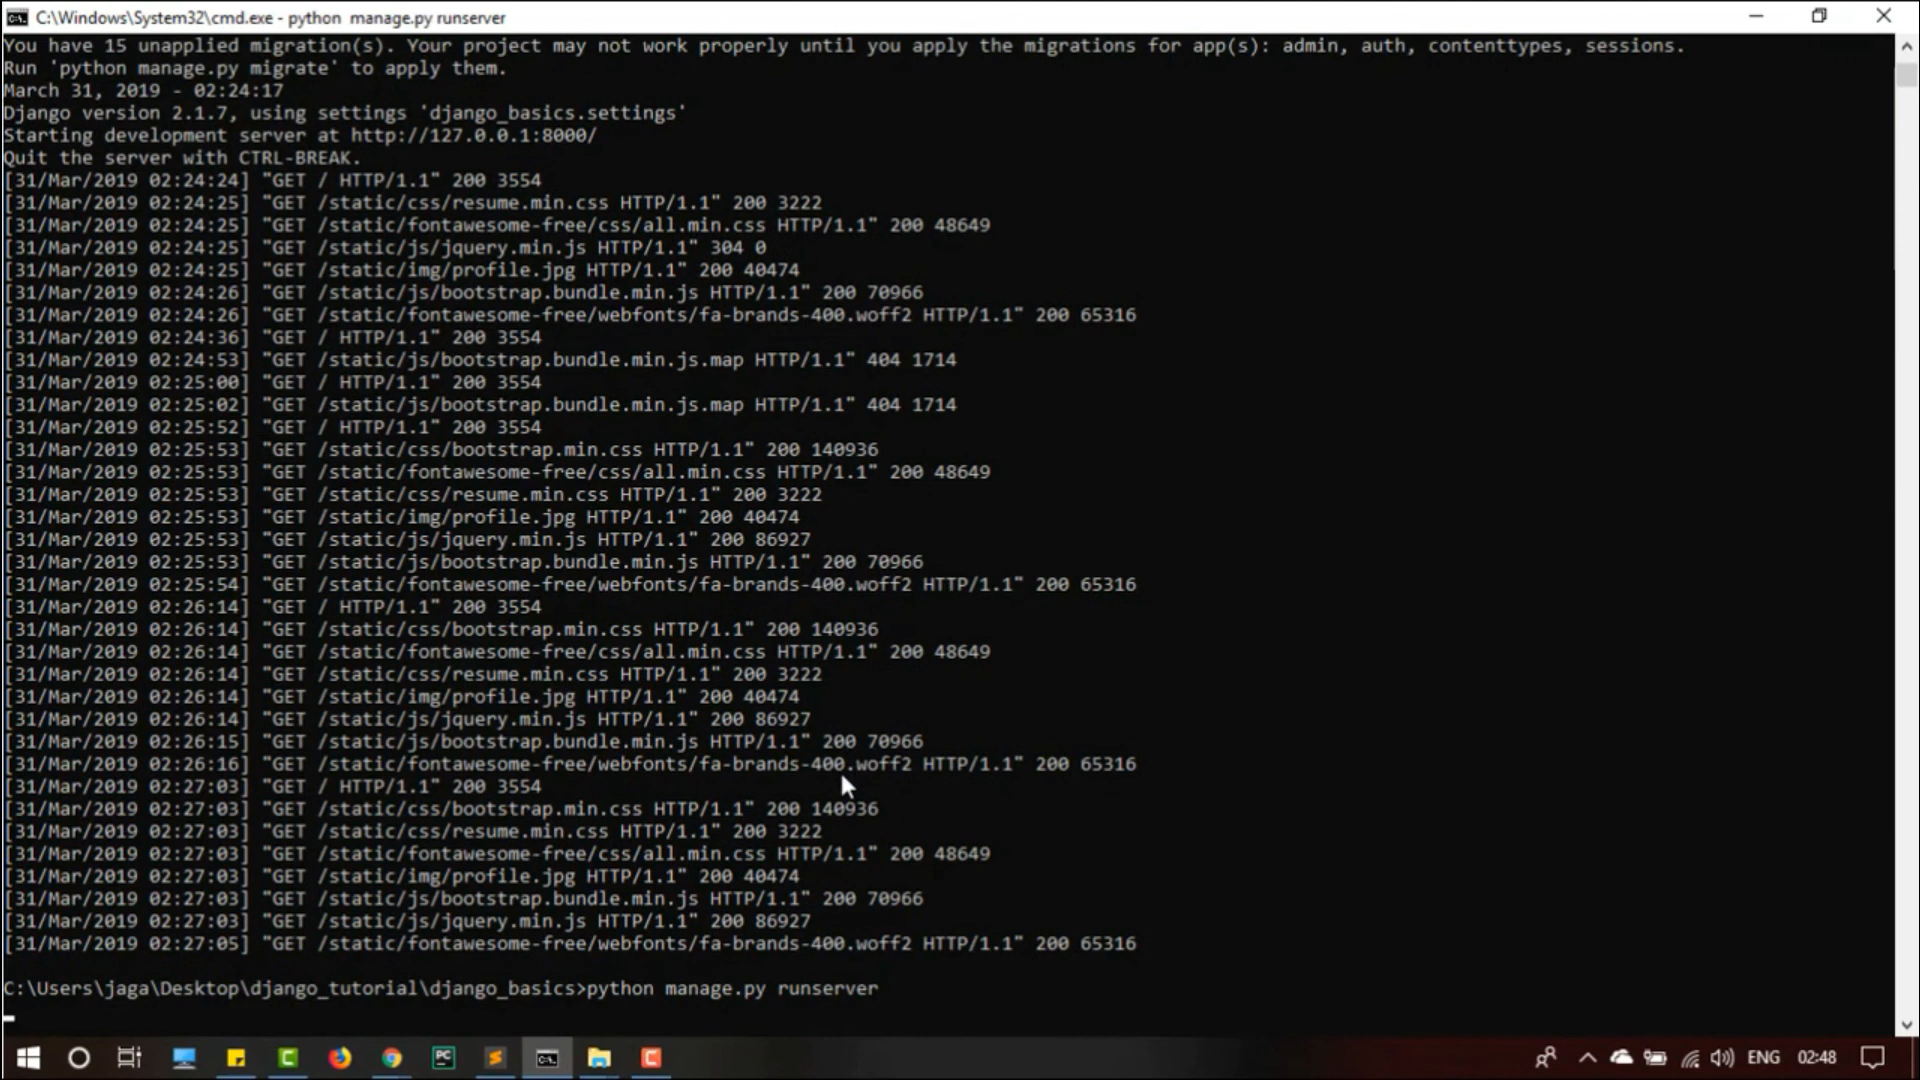 C:\Windows\System32\cmd.exe - python  manage.py runserver
You have 15 unapplied migration(s). Your project may not work properly until you apply the migrations for app(s): admin, auth, contenttypes, sessions.
Run 'python manage.py migrate' to apply them.
March 31, 2019 - 02:24:17
Django version 2.1.7, using settings 'django_basics.settings'
Starting development server at http://127.0.0.1:8000/
Quit the server with CTRL-BREAK.
[31/Mar/2019 02:24:24] "GET / HTTP/1.1" 200 3554
[31/Mar/2019 02:24:25] "GET /static/css/resume.min.css HTTP/1.1" 200 3222
[31/Mar/2019 02:24:25] "GET /static/fontawesome-free/css/all.min.css HTTP/1.1" 200 48649
[31/Mar/2019 02:24:25] "GET /static/js/jquery.min.js HTTP/1.1" 304 0
[31/Mar/2019 02:24:25] "GET /static/img/profile.jpg HTTP/1.1" 200 40474
[31/Mar/2019 02:24:26] "GET /static/js/bootstrap.bundle.min.js HTTP/1.1" 200 70966
[31/Mar/2019 02:24:26] "GET /static/fontawesome-free/webfonts/fa-brands-400.woff2 HTTP/1.1" 200 65316
[31/Mar/2019 02:24:36] "GET / HTTP/1.1" 200 3554
[31/Mar/2019 02:24:53] "GET /static/js/bootstrap.bundle.min.js.map HTTP/1.1" 404 1714
[31/Mar/2019 02:25:00] "GET / HTTP/1.1" 200 3554
[31/Mar/2019 02:25:02] "GET /static/js/bootstrap.bundle.min.js.map HTTP/1.1" 404 1714
[31/Mar/2019 02:25:52] "GET / HTTP/1.1" 200 3554
[31/Mar/2019 02:25:53] "GET /static/css/bootstrap.min.css HTTP/1.1" 200 140936
[31/Mar/2019 02:25:53] "GET /static/fontawesome-free/css/all.min.css HTTP/1.1" 200 48649
[31/Mar/2019 02:25:53] "GET /static/css/resume.min.css HTTP/1.1" 200 3222
[31/Mar/2019 02:25:53] "GET /static/img/profile.jpg HTTP/1.1" 200 40474
[31/Mar/2019 02:25:53] "GET /static/js/jquery.min.js HTTP/1.1" 200 86927
[31/Mar/2019 02:25:53] "GET /static/js/bootstrap.bundle.min.js HTTP/1.1" 200 70966
[31/Mar/2019 02:25:54] "GET /static/fontawesome-free/webfonts/fa-brands-400.woff2 HTTP/1.1" 200 65316
[31/Mar/2019 02:26:14] "GET / HTTP/1.1" 200 3554
[31/Mar/2019 02:26:14] "GET /static/css/bootstrap.min.css HTTP/1.1" 200 140936
[31/Mar/2019 02:26:14] "GET /static/fontawesome-free/css/all.min.css HTTP/1.1" 200 48649
[31/Mar/2019 02:26:14] "GET /static/css/resume.min.css HTTP/1.1" 200 3222
[31/Mar/2019 02:26:14] "GET /static/img/profile.jpg HTTP/1.1" 200 40474
[31/Mar/2019 02:26:14] "GET /static/js/jquery.min.js HTTP/1.1" 200 86927
[31/Mar/2019 02:26:15] "GET /static/js/bootstrap.bundle.min.js HTTP/1.1" 200 70966
[31/Mar/2019 02:26:16] "GET /static/fontawesome-free/webfonts/fa-brands-400.woff2 HTTP/1.1" 200 65316
[31/Mar/2019 02:27:03] "GET / HTTP/1.1" 200 3554
[31/Mar/2019 02:27:03] "GET /static/css/bootstrap.min.css HTTP/1.1" 200 140936
[31/Mar/2019 02:27:03] "GET /static/css/resume.min.css HTTP/1.1" 200 3222
[31/Mar/2019 02:27:03] "GET /static/fontawesome-free/css/all.min.css HTTP/1.1" 200 48649
[31/Mar/2019 02:27:03] "GET /static/img/profile.jpg HTTP/1.1" 200 40474
[31/Mar/2019 02:27:03] "GET /static/js/bootstrap.bundle.min.js HTTP/1.1" 200 70966
[31/Mar/2019 02:27:03] "GET /static/js/jquery.min.js HTTP/1.1" 200 86927
[31/Mar/2019 02:27:05] "GET /static/fontawesome-free/webfonts/fa-brands-400.woff2 HTTP/1.1" 200 65316
C:\Users\jaga\Desktop\django_tutorial\django_basics>python manage.py runserver
ENG 02:48